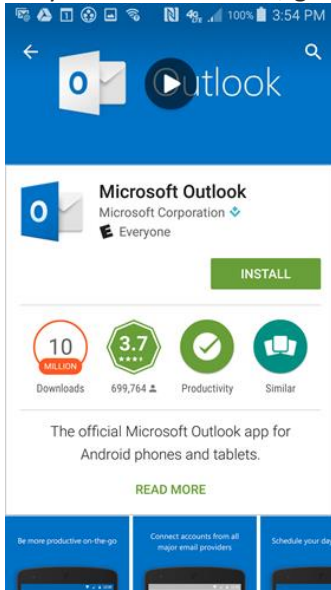 4G
LTE
100%
3:54 PM
Outlook
Microsoft Outlook
Microsoft Corporation
E Everyone
INSTALL
10
MILLION
3.7
Downloads
699,764
Productivity
Similar
The official Microsoft Outlook app for
Android phones and tablets.
READ MORE
Be more productive on-the-go
Connect accounts from all
major email providers
Schedule your day